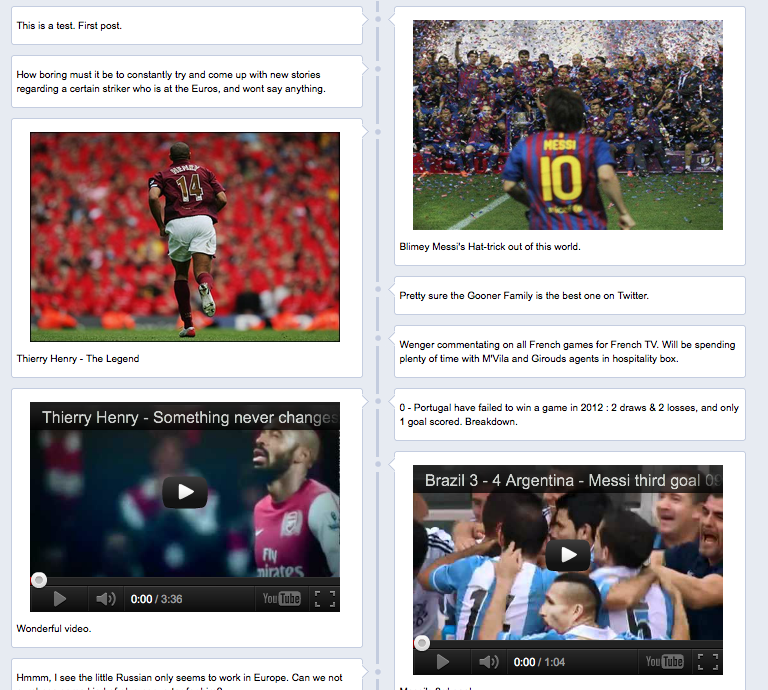 This is a test. First post.
How boring must it be to constantly try and come up with new stories
regarding a certain striker who is at the Euros, and wont say anything.
HENRY
14
Thierry Henry - The Legend
Thierry Henry - Something never changes
Fly
Emirates
0:00 / 3:36
YouTube
Wonderful video.
Hmmm, I see the little Russian only seems to work in Europe. Can we not
MESSI
10
Blimey Messi's Hat-trick out of this world.
Pretty sure the Gooner Family is the best one on Twitter.
Wenger commentating on all French games for French TV. Will be spending
plenty of time with M'Vila and Girouds agents in hospitality box.
0 - Portugal have failed to win a game in 2012 : 2 draws & 2 losses, and only
1 goal scored. Breakdown.
Brazil 3 - 4 Argentina - Messi third goal 09
0:00 / 1:04
YouTube